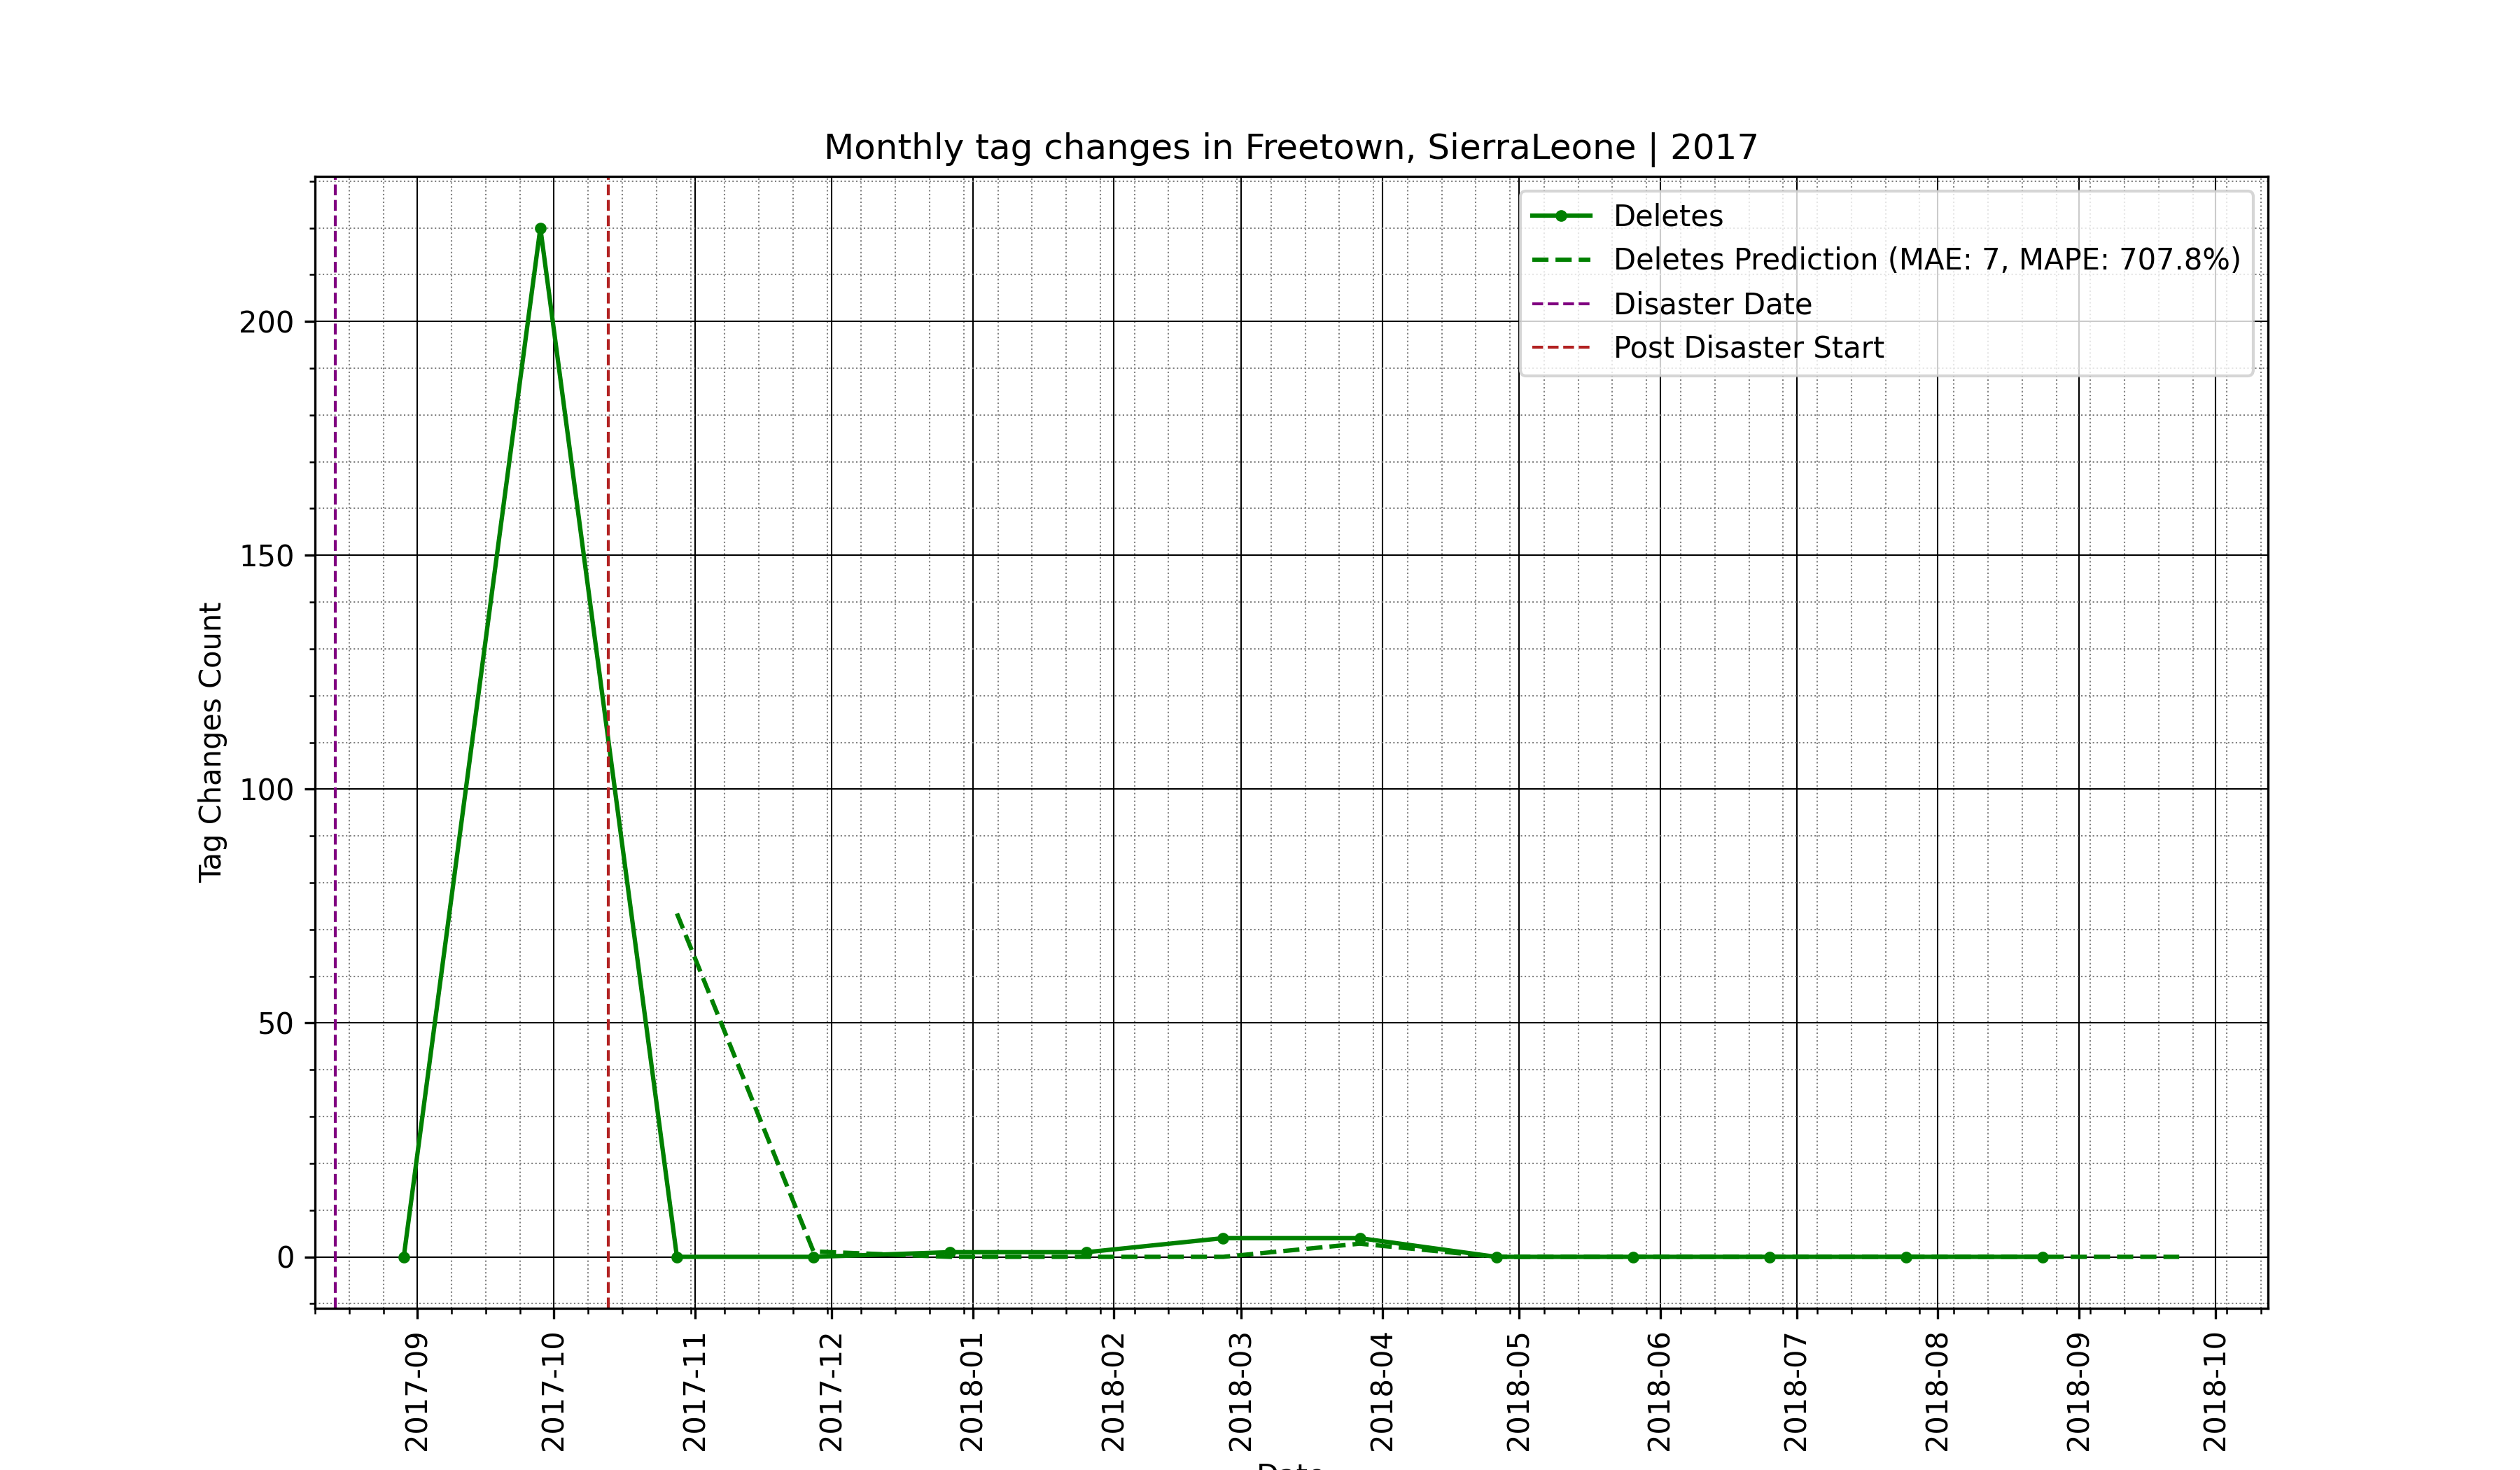 Monthly tag changes in Freetown, SierraLeone | 2017
Deletes
Deletes Prediction (MAE: 7, MAPE: 707.8%)
Disaster Date
Post Disaster Start
Tag Changes Count
200
150
100
50
0
2017-09
2017-10
2017-11
2017-12
2018-01
2018-02
2018-03
2018-04
2018-05
2018-06
2018-07
2018-08
2018-09
2018-10
Date